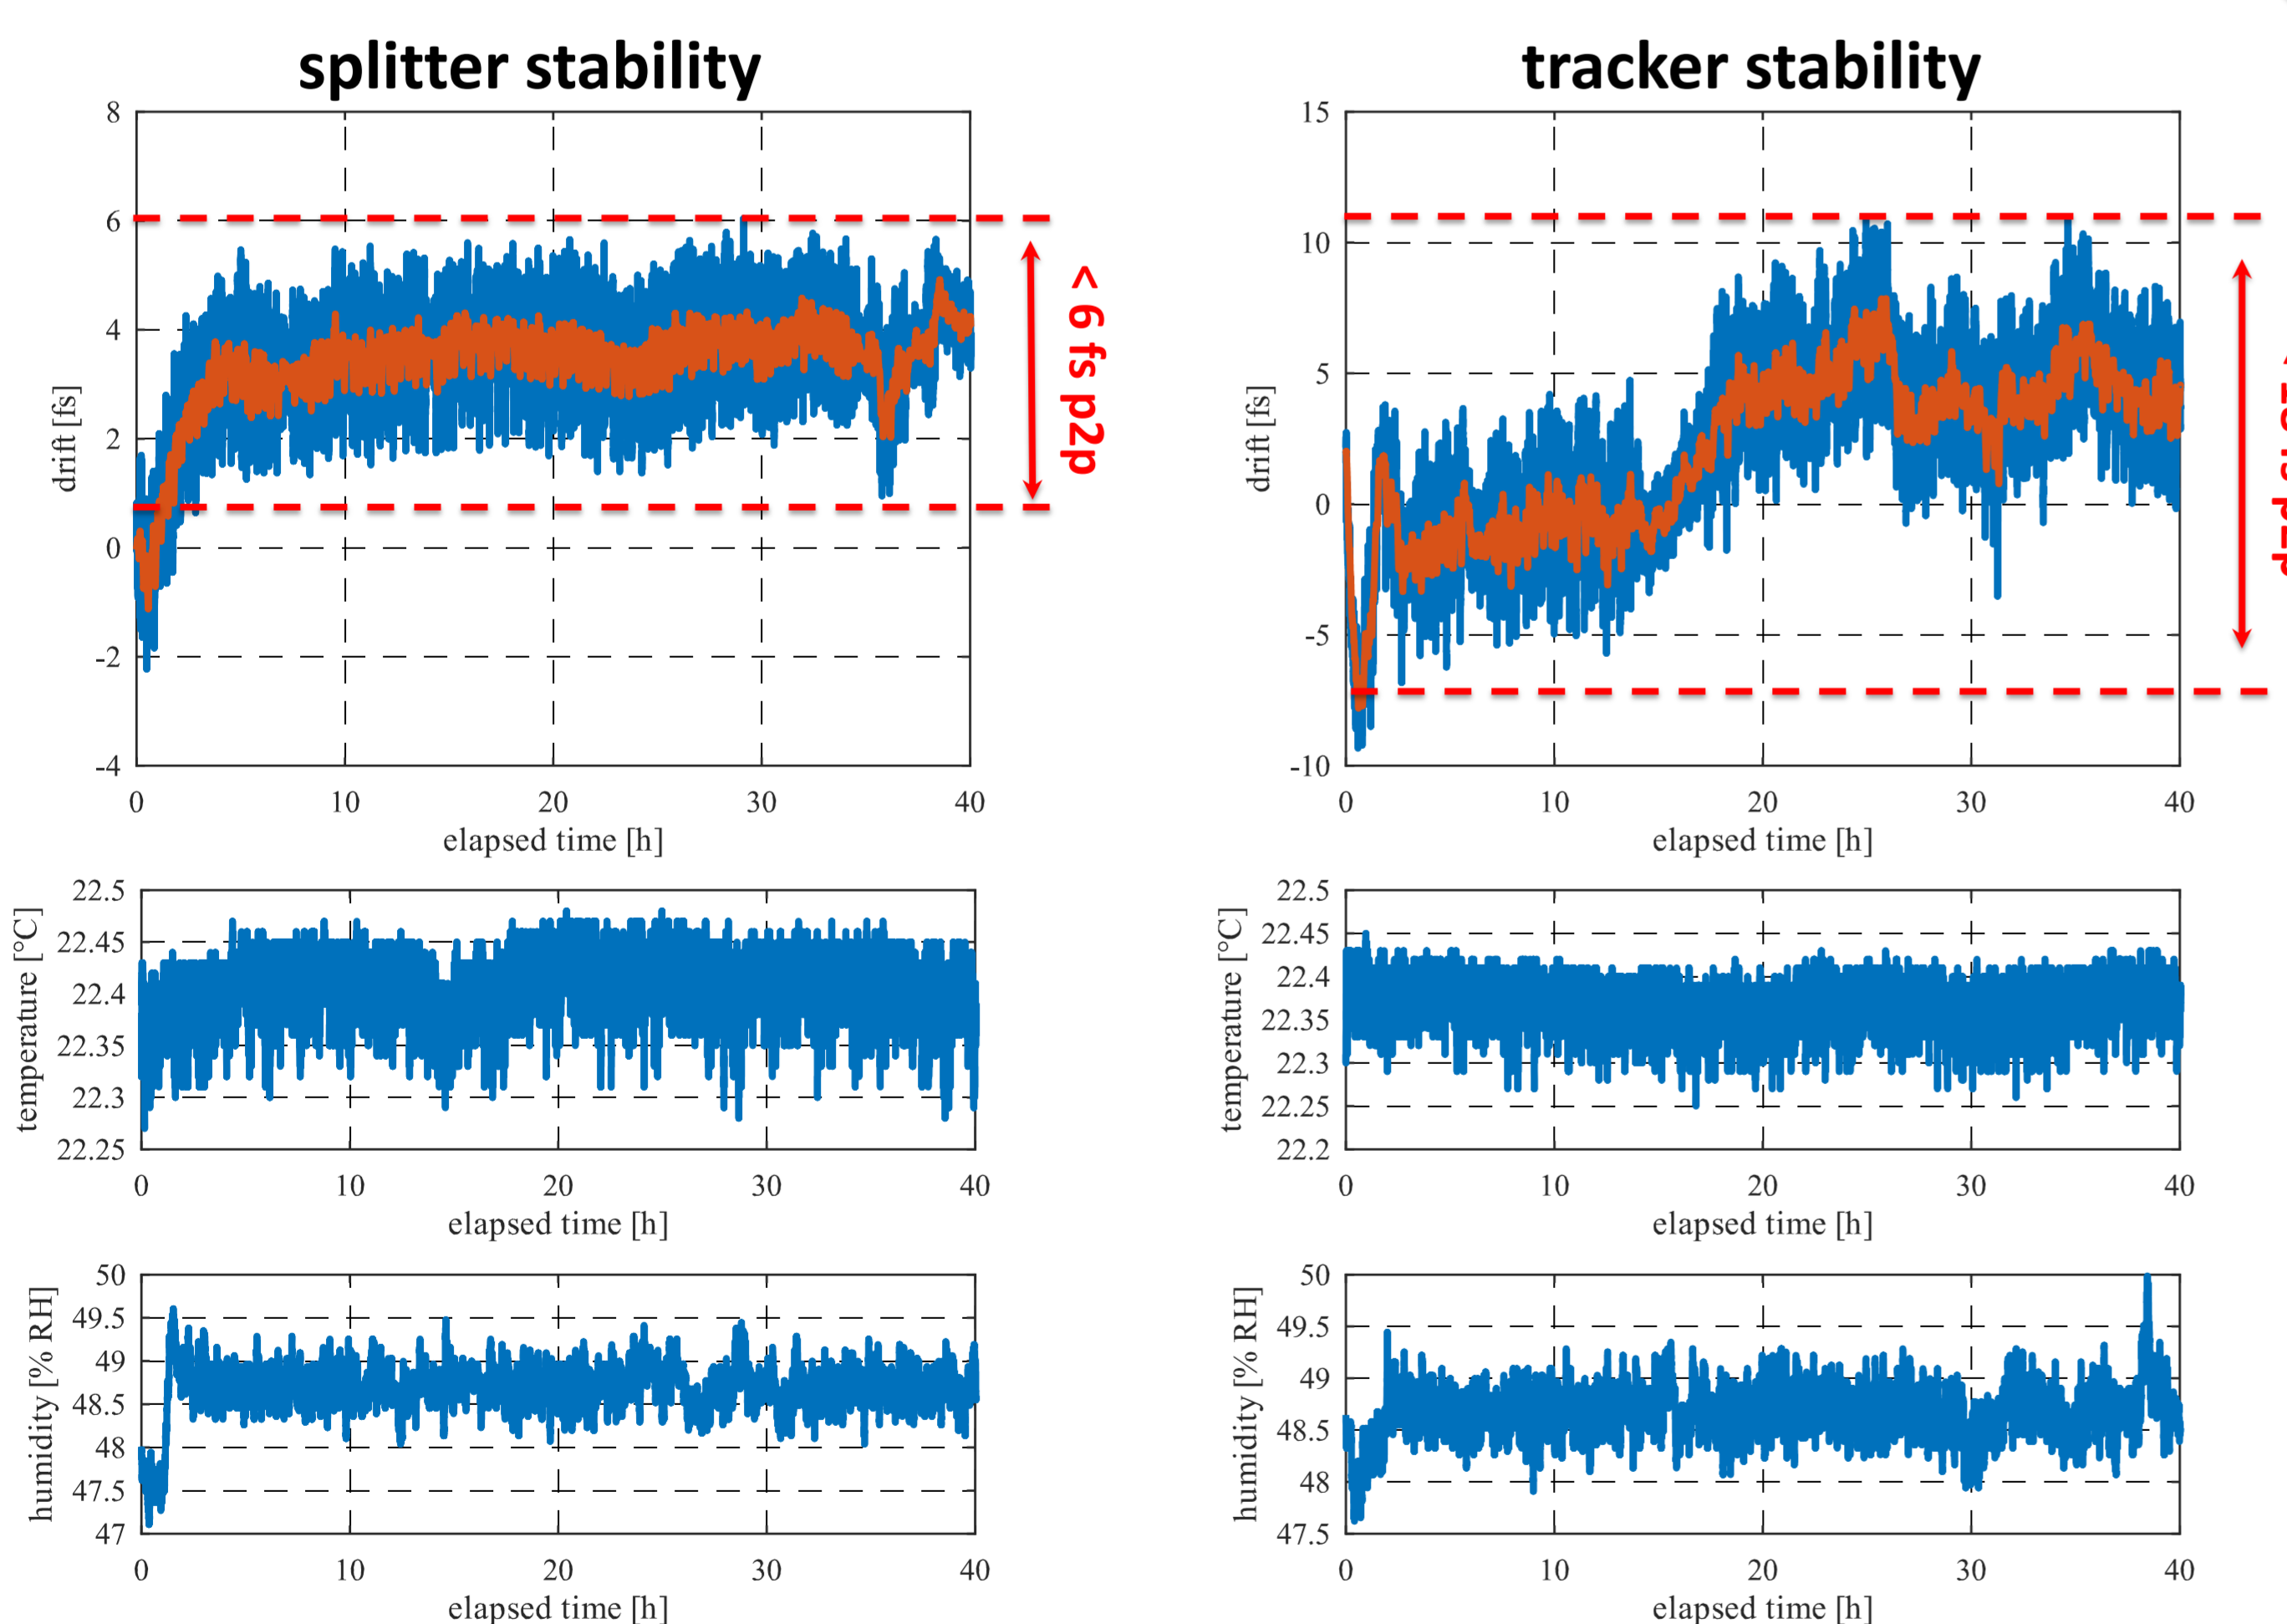 splitter stability
8
6
4
2
0
-2
-4
drift [fs]
0 10 20 30 40
elapsed time [h]
< 6 fs p2p
22.5
22.45
22.4
22.35
22.3
22.25
temperature [°C]
0 10 20 30 40
elapsed time [h]
50
49.5
49
48.5
48
47.5
47
humidity [% RH]
0 10 20 30 40
elapsed time [h]
tracker stability
15
10
5
0
-5
-10
drift [fs]
0 10 20 30 40
elapsed time [h]
22.5
22.45
22.4
22.35
22.3
22.25
22.2
temperature [°C]
0 10 20 30 40
elapsed time [h]
50
49.5
49
48.5
48
47.5
humidity [% RH]
0 10 20 30 40
elapsed time [h]